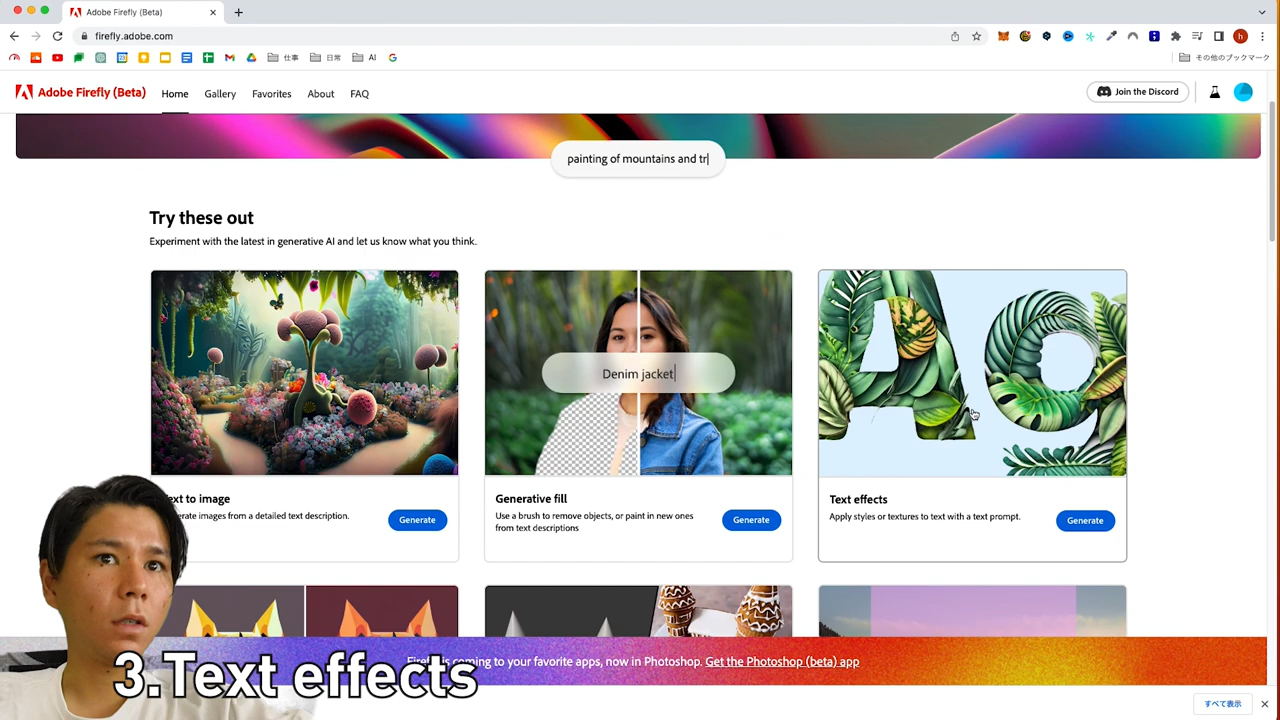 Adobe Firefly (Beta)
firefly.adobe.com
仕事
日常
AI
その他のブックマーク
Adobe Firefly (Beta)
Home
Gallery
Favorites
About
FAQ
Join the Discord
painting of mountains and tr
Try these out
Experiment with the latest in generative AI and let us know what you think.
Denim jacket
Ag
ext to image
erate images from a detailed text description.
Generate
Generative fill
Use a brush to remove objects, or paint in new ones
from text descriptions
Generate
Text effects
Apply styles or textures to text with a text prompt.
Generate
Firefly is coming to your favorite apps, now in Photoshop. Get the Photoshop (beta) app
3.Text effects
すべて表示